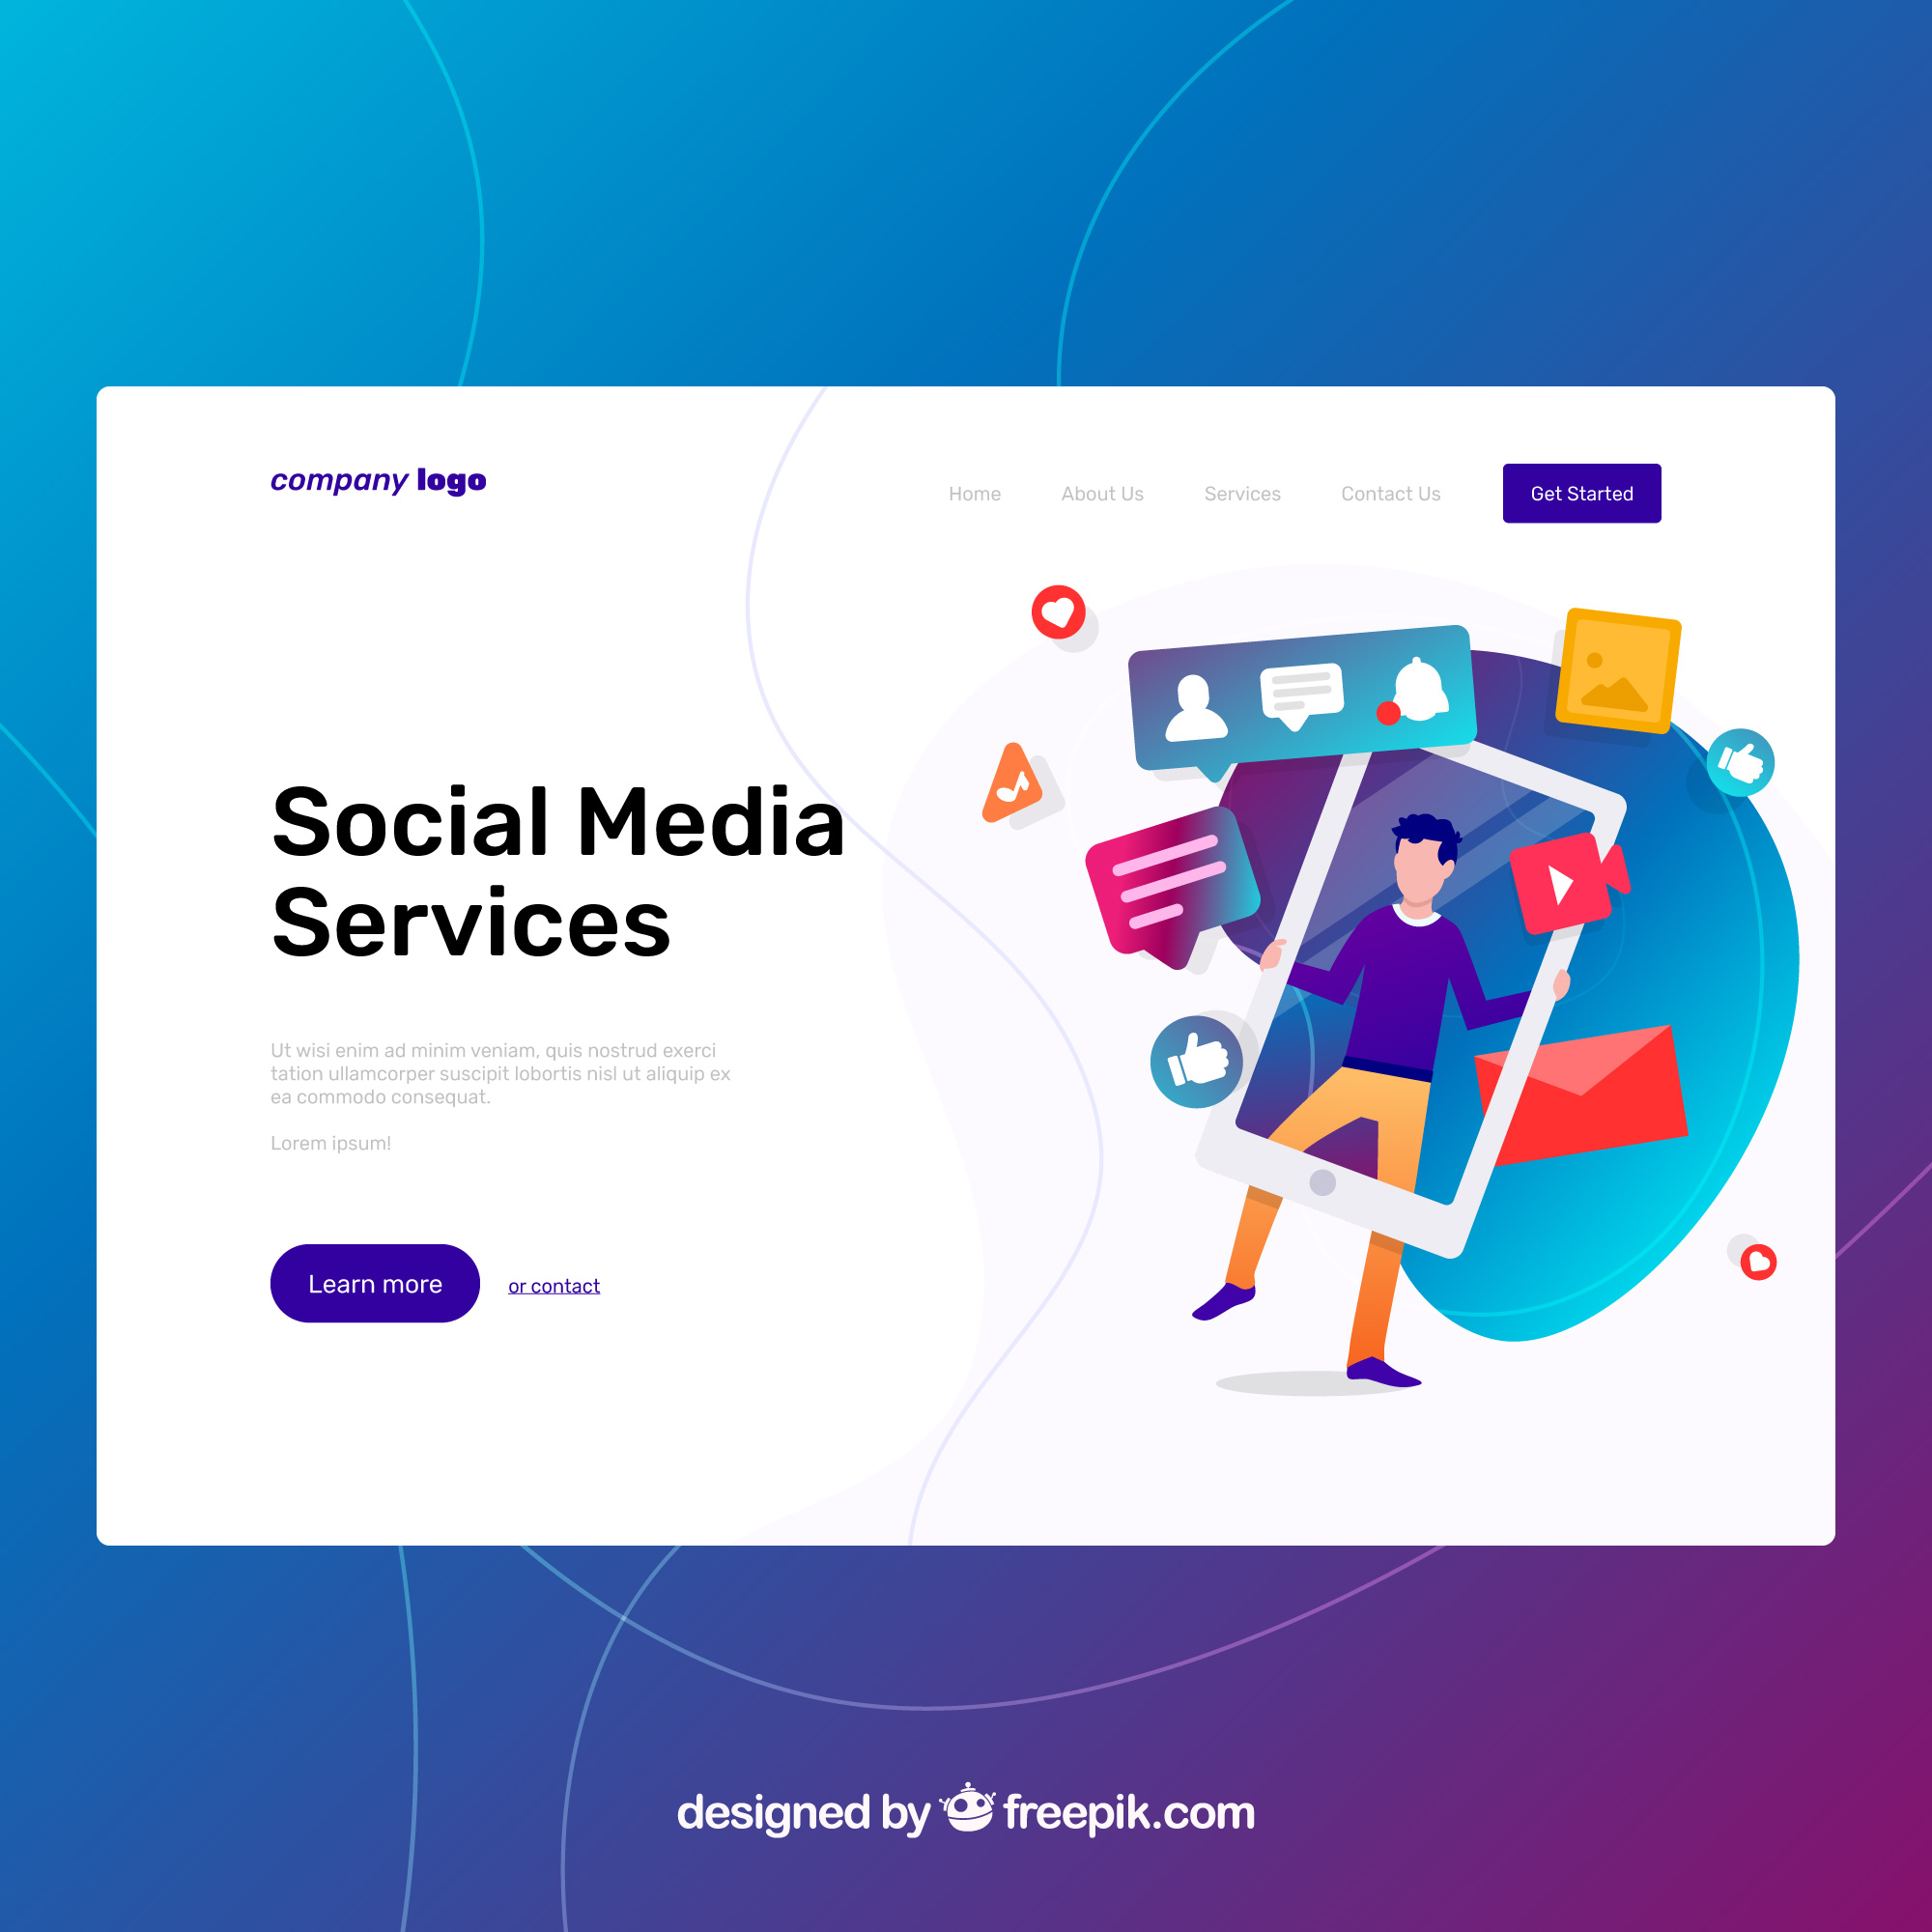 company logo
Home About Us Services Contact Us Get Started
Social Media
Services
Ut wisi enim ad minim veniam, quis nostrud exerci
tation ullamcorper suscipit lobortis nisl ut aliquip ex
ea commodo consequat.
Lorem ipsum!
Learn more or contact
designed by freepik.com